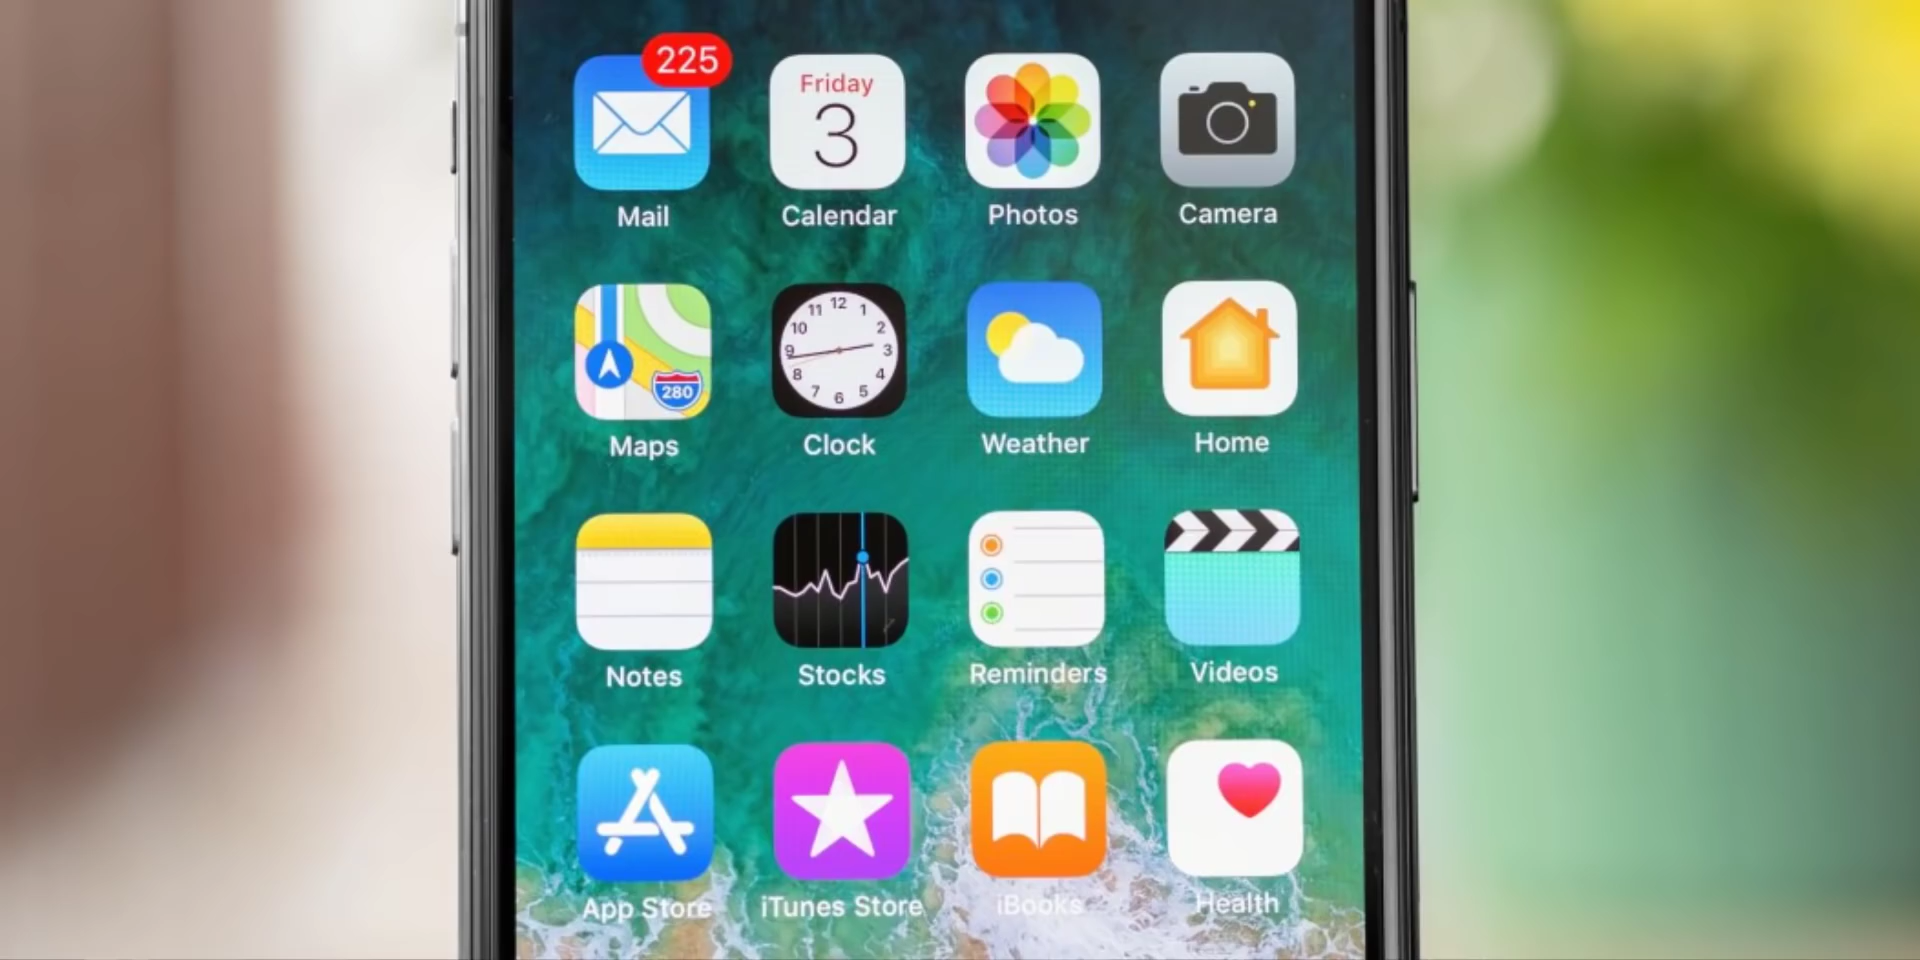 225
Friday
3
Mail
Calendar
Photos
Camera
280
12
11
1
10
2
9
3
8
4
7
5
6
Maps
Clock
Weather
Home
Notes
Stocks
Reminders
Videos
App Store
iTunes Store
iBooks
Health